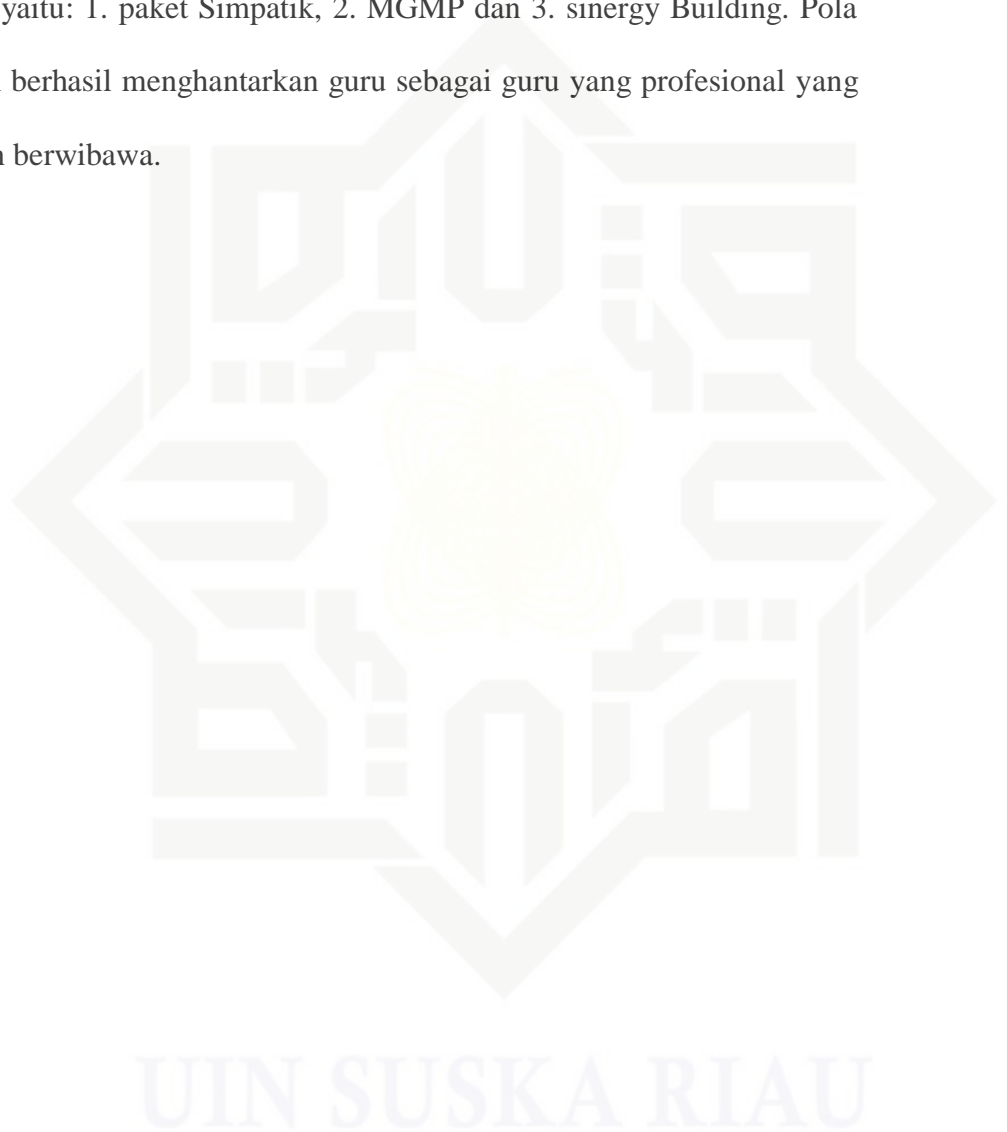 yaitu: 1. paket Simpatik, 2. MGMP dan 3. sinergy Building. Pola
berhasil menghantarkan guru sebagai guru yang profesional yang
berwibawa.
UIN SUSKA RIAU